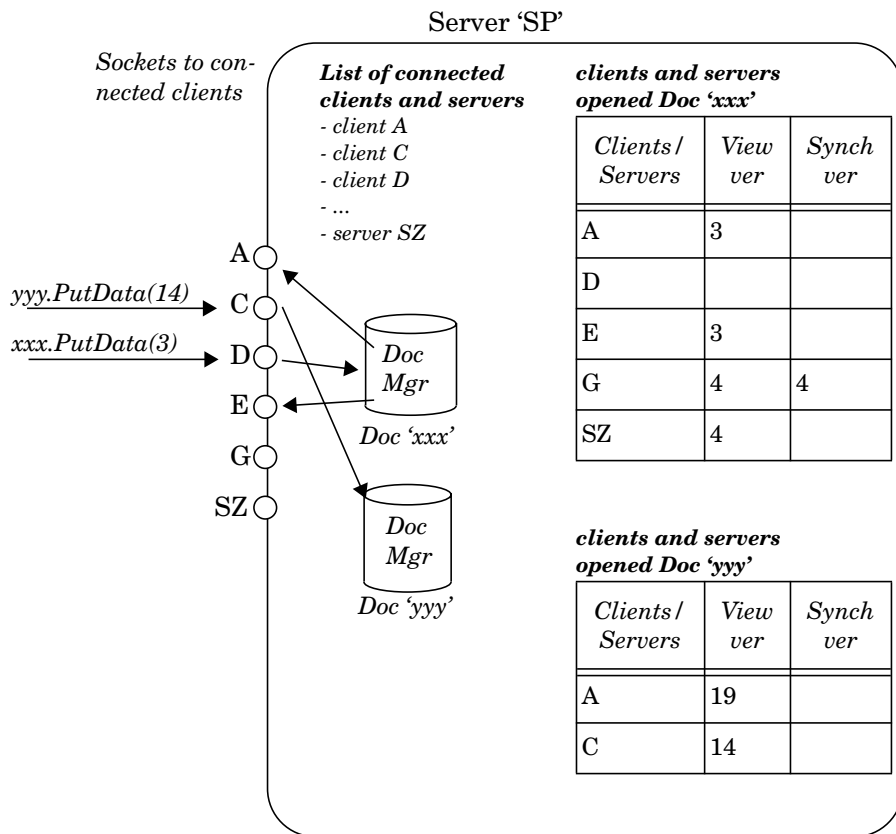 Server ‘SP’
Sockets to con-
nected clients
List of connected
clients and servers
- client A
- client C
- client D
- ...
- server SZ
A
C
D
E
G
SZ
yyy.PutData(14)
xxx.PutData(3)
Doc
Mgr
Doc ‘xxx’
Doc
Mgr
Doc ‘yyy’
clients and servers
opened Doc ‘xxx’
Clients/ View Synch
Servers ver ver
A 3
D
E 3
G 4 4
SZ 4
clients and servers
opened Doc ‘yyy’
Clients/ View Synch
Servers ver ver
A 19
C 14